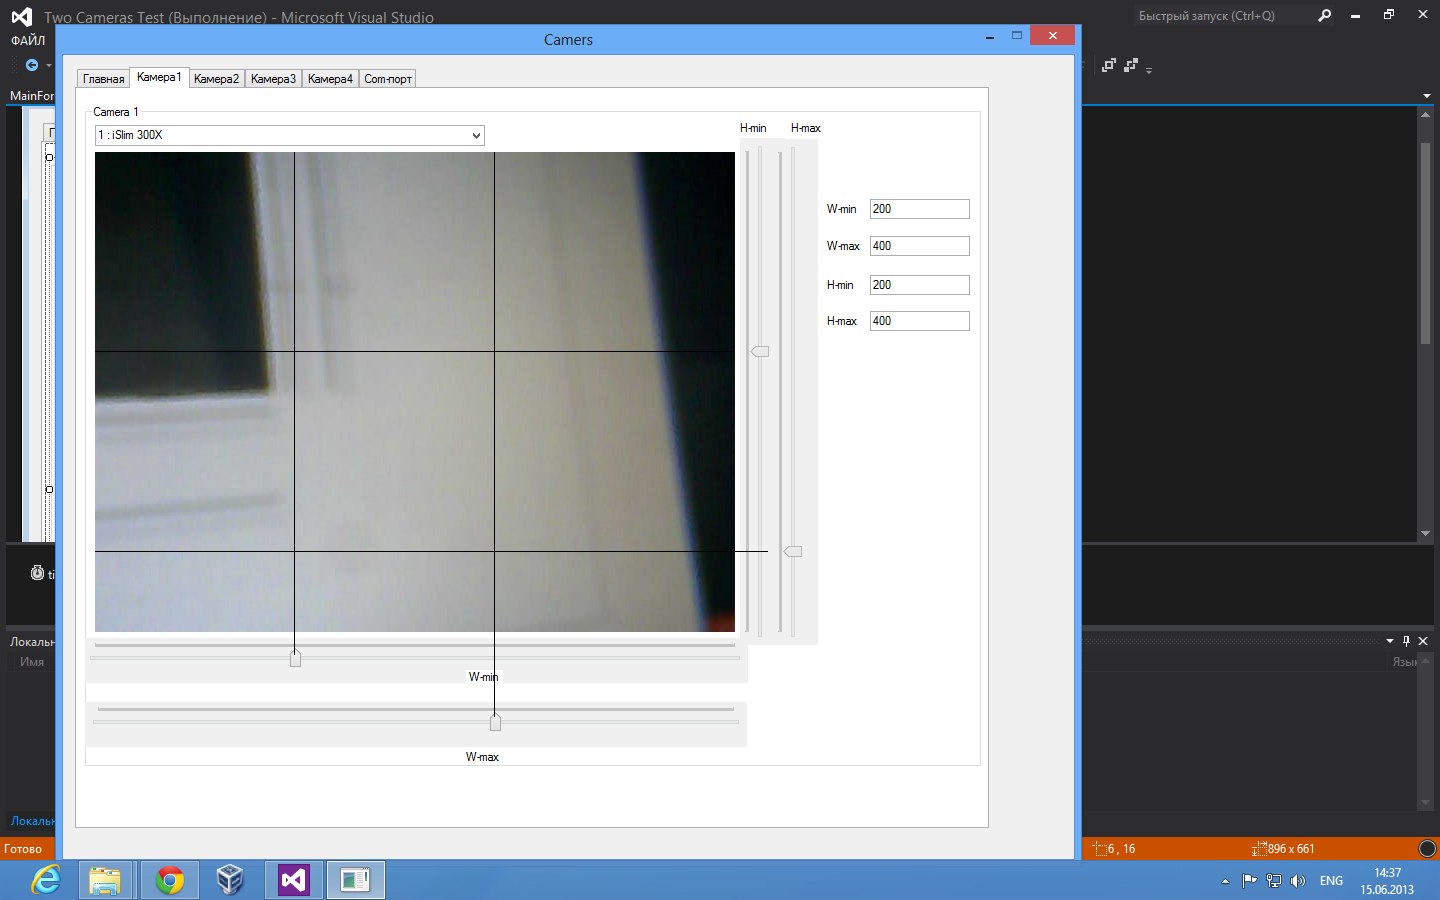 Two Cameras Test (Выполнение) - Microsoft Visual Studio
Быстрый запуск (Ctrl+Q)
ФАЙЛ
Camers
Главная Камера1 Камера2 Камера3 Камера4 Com-порт
MainFor
Camera 1
1 : iSlim 300X
H-min H-max
W-min 200
W-max 400
H-min 200
H-max 400
W-min
W-max
ti
Локальн
Имя
Язык
Локальн
Готово
6 , 16
896 x 661
ENG
14:37
15.06.2013